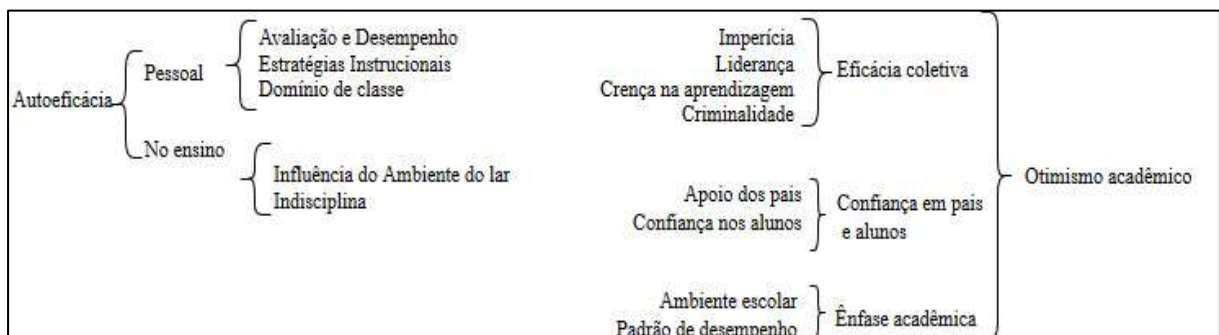 Autoeficácia
Pessoal
Avaliação e Desempenho
Estratégias Instrucionais
Domínio de classe
No ensino
Influência do Ambiente do lar
Indisciplina
Imperícia
Liderança
Crença na aprendizagem
Criminalidade
Eficácia coletiva
Apoio dos pais
Confiança nos alunos
Confiança em pais
e alunos
Ambiente escolar
Padrão de desempenho
Ênfase acadêmica
Otimismo acadêmico